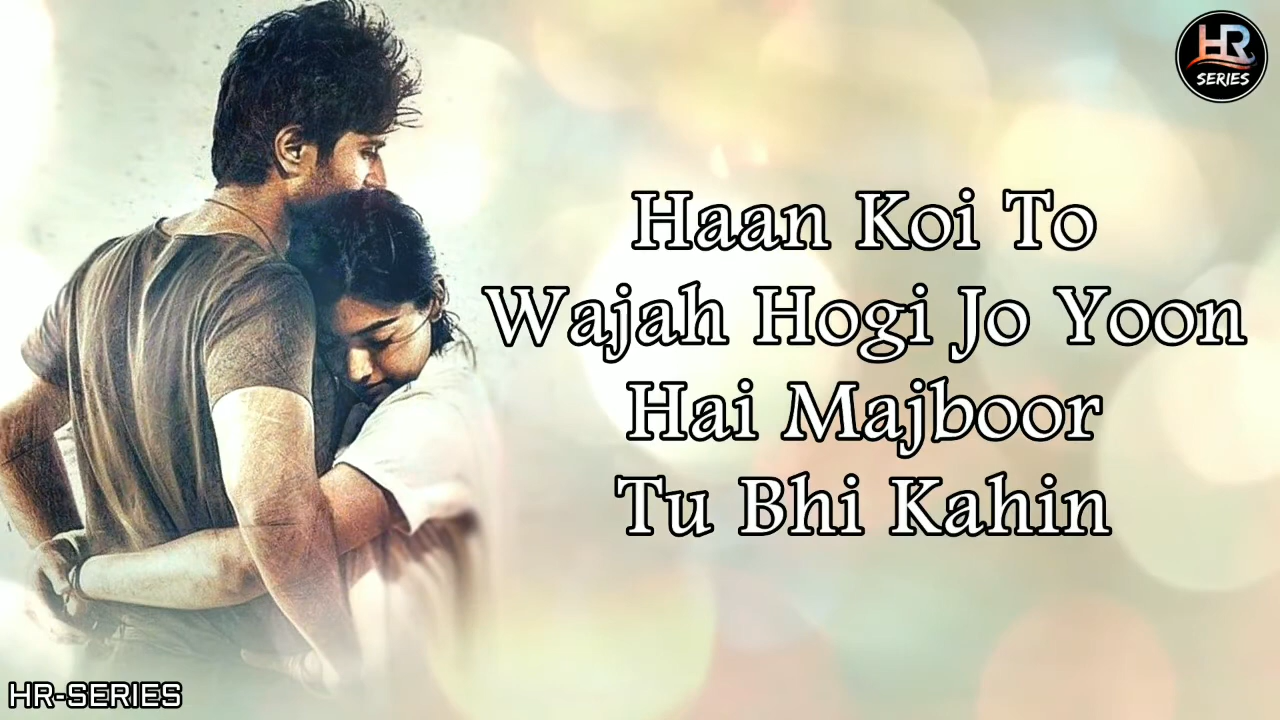 HR
SERIES
Haan Koi To
Wajah Hogi Jo Yoon
Hai Majboor
Tu Bhi Kahin
HR-SERIES